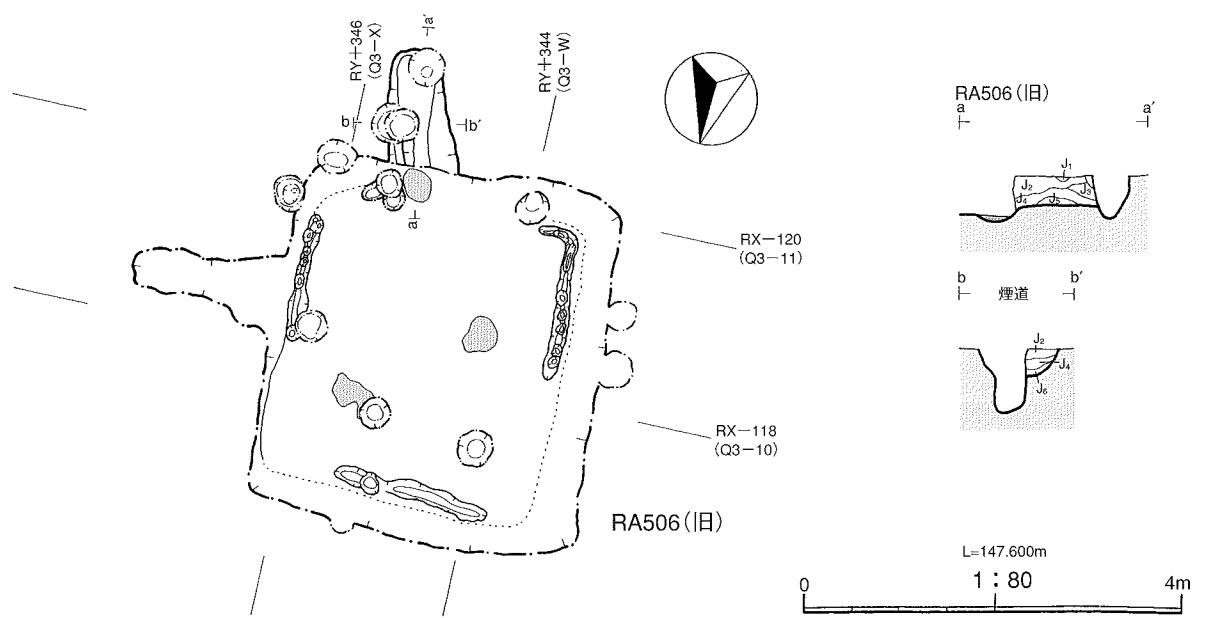 RY+346
(Q3-X)
a′
RY+344
(Q3-W)
b
b′
a
RX-120
(Q3-11)
RX-118
(Q3-10)
RA506(旧)
RA506(旧)
a
a′
J1
J2
J3
J4
J5
b
b′
煙道
J2
J4
J6
L=147.600m
1:80
0
4m